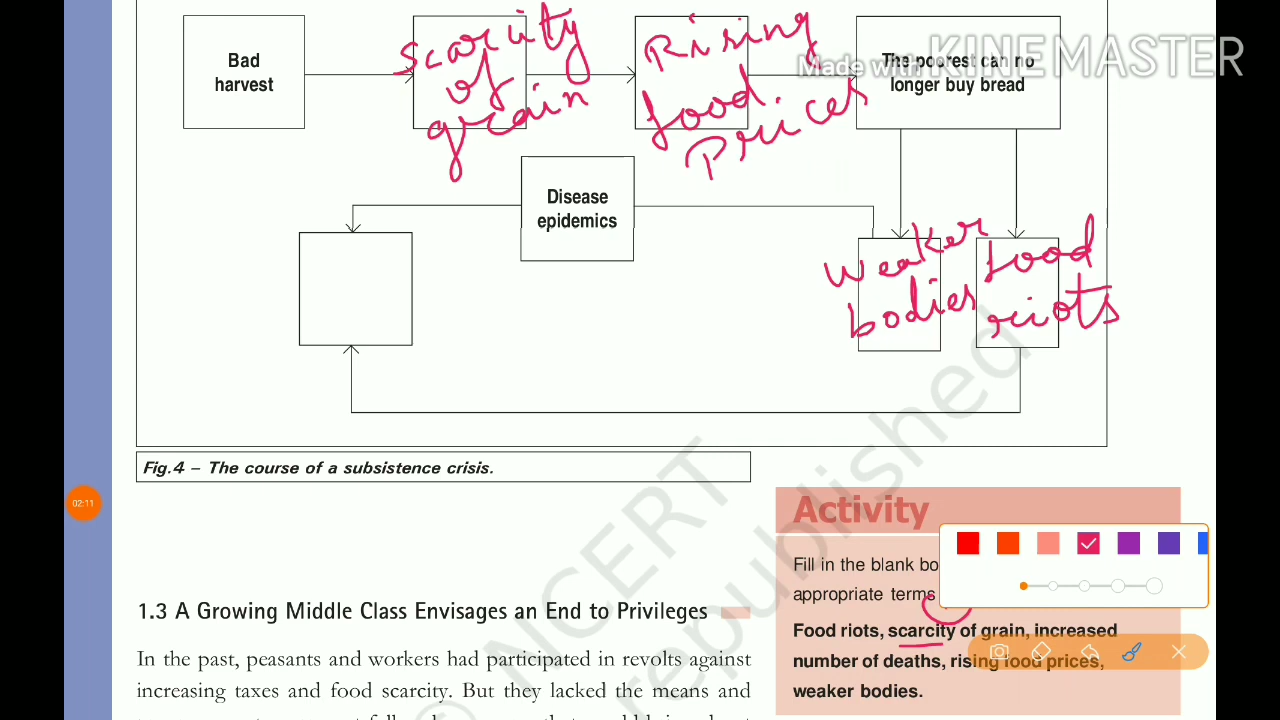 Made with KINEMASTER
Bad
harvest
Scarcity
of
grain
Rising
food
Prices
The poorest can no
longer buy bread
Disease
epidemics
Weaker
bodies
food
riots
Fig.4 – The course of a subsistence crisis.
02:11
© NCERT
republished
Activity
Fill in the blank
appropriate terms
Food riots, scarcity of grain, increased
number of deaths, rising food prices,
weaker bodies.
1.3 A Growing Middle Class Envisages an End to Privileges
In the past, peasants and workers had participated in revolts against
increasing taxes and food scarcity. But they lacked the means and